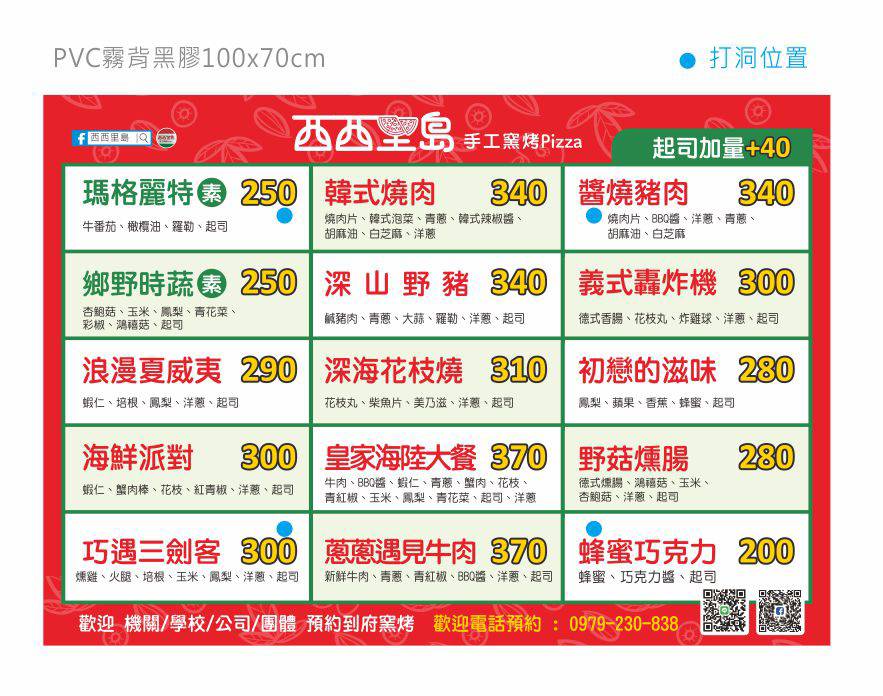 PVC霧背黑膠100x70cm
打洞位置
西西里島
西西里島 手工窯烤Pizza
起司加量+40
瑪格麗特 素 250
牛番茄、橄欖油、羅勒、起司
韓式燒肉 340
燒肉片、韓式泡菜、青蔥、韓式辣椒醬、
胡麻油、白芝麻、洋蔥
醬燒豬肉 340
燒肉片、BBQ醬、洋蔥、青蔥、
胡麻油、白芝麻
鄉野時蔬 素 250
杏鮑菇、玉米、鳳梨、青花菜、
彩椒、鴻禧菇、起司
深山野豬 340
鹹豬肉、青蔥、大蒜、羅勒、洋蔥、起司
義式轟炸機 300
德式香腸、花枝丸、炸雞球、洋蔥、起司
浪漫夏威夷 290
蝦仁、培根、鳳梨、洋蔥、起司
深海花枝燒 310
花枝丸、柴魚片、美乃滋、洋蔥、起司
初戀的滋味 280
鳳梨、蘋果、香蕉、蜂蜜、起司
海鮮派對 300
蝦仁、蟹肉棒、花枝、紅青椒、洋蔥、起司
皇家海陸大餐 370
牛肉、BBQ醬、蝦仁、青蔥、蟹肉、花枝、
青紅椒、玉米、鳳梨、青花菜、起司、洋蔥
野菇燻腸 280
德式燻腸、鴻禧菇、玉米、
杏鮑菇、洋蔥、起司
巧遇三劍客 300
燻雞、火腿、培根、玉米、鳳梨、洋蔥、起司
蔥蔥遇見牛肉 370
新鮮牛肉、青蔥、青紅椒、BBQ醬、洋蔥、起司
蜂蜜巧克力 200
蜂蜜、巧克力醬、起司
歡迎 機關/學校/公司/團體 預約到府窯烤 歡迎電話預約 : 0979-230-838